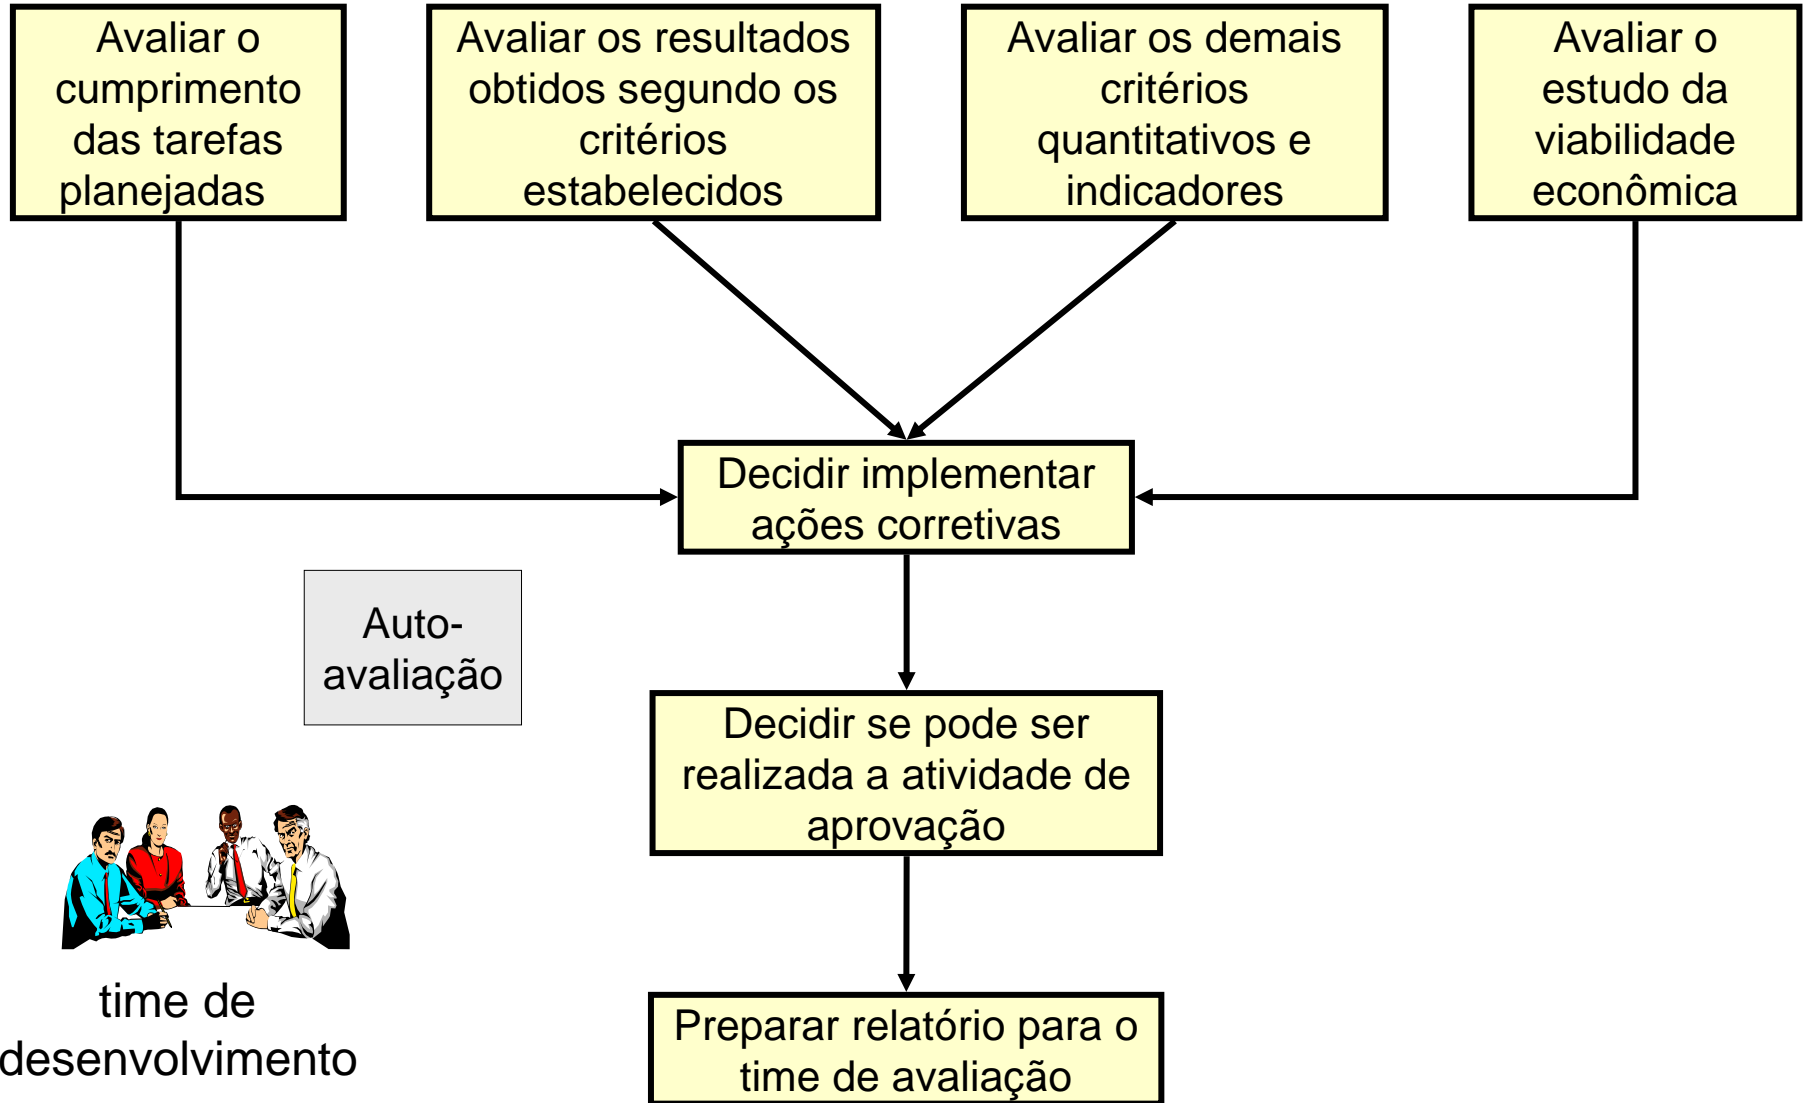 Avaliar o
cumprimento
das tarefas
planejadas
Avaliar os resultados
obtidos segundo os
critérios
estabelecidos
Avaliar os demais
critérios
quantitativos e
indicadores
Avaliar o
estudo da
viabilidade
econômica
Decidir implementar
ações corretivas
Auto-
avaliação
Decidir se pode ser
realizada a atividade de
aprovação
time de
desenvolvimento
Preparar relatório para o
time de avaliação